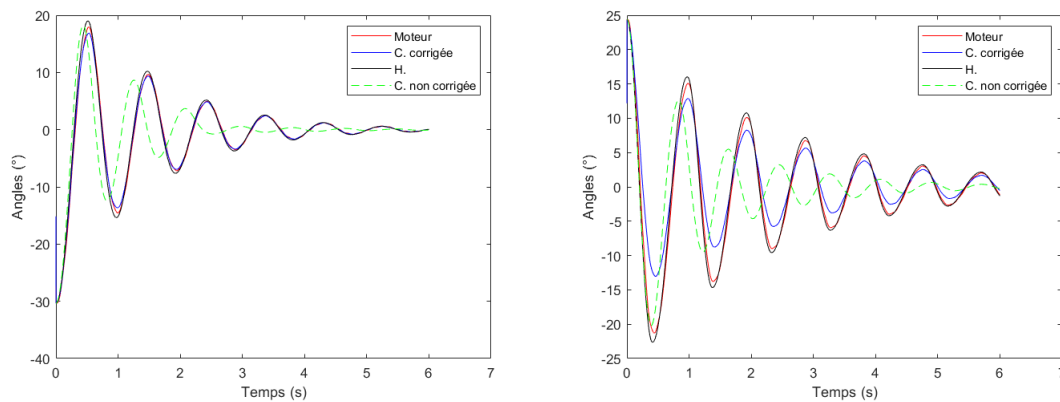 20
10
0
-10
-20
-30
-40
0 1 2 3 4 5 6 7
Angles (°)
Temps (s)
Moteur
C. corrigée
H.
C. non corrigée
25
20
15
10
5
0
-5
-10
-15
-20
-25
0 1 2 3 4 5 6 7
Angles (°)
Temps (s)
Moteur
C. corrigée
H.
C. non corrigée